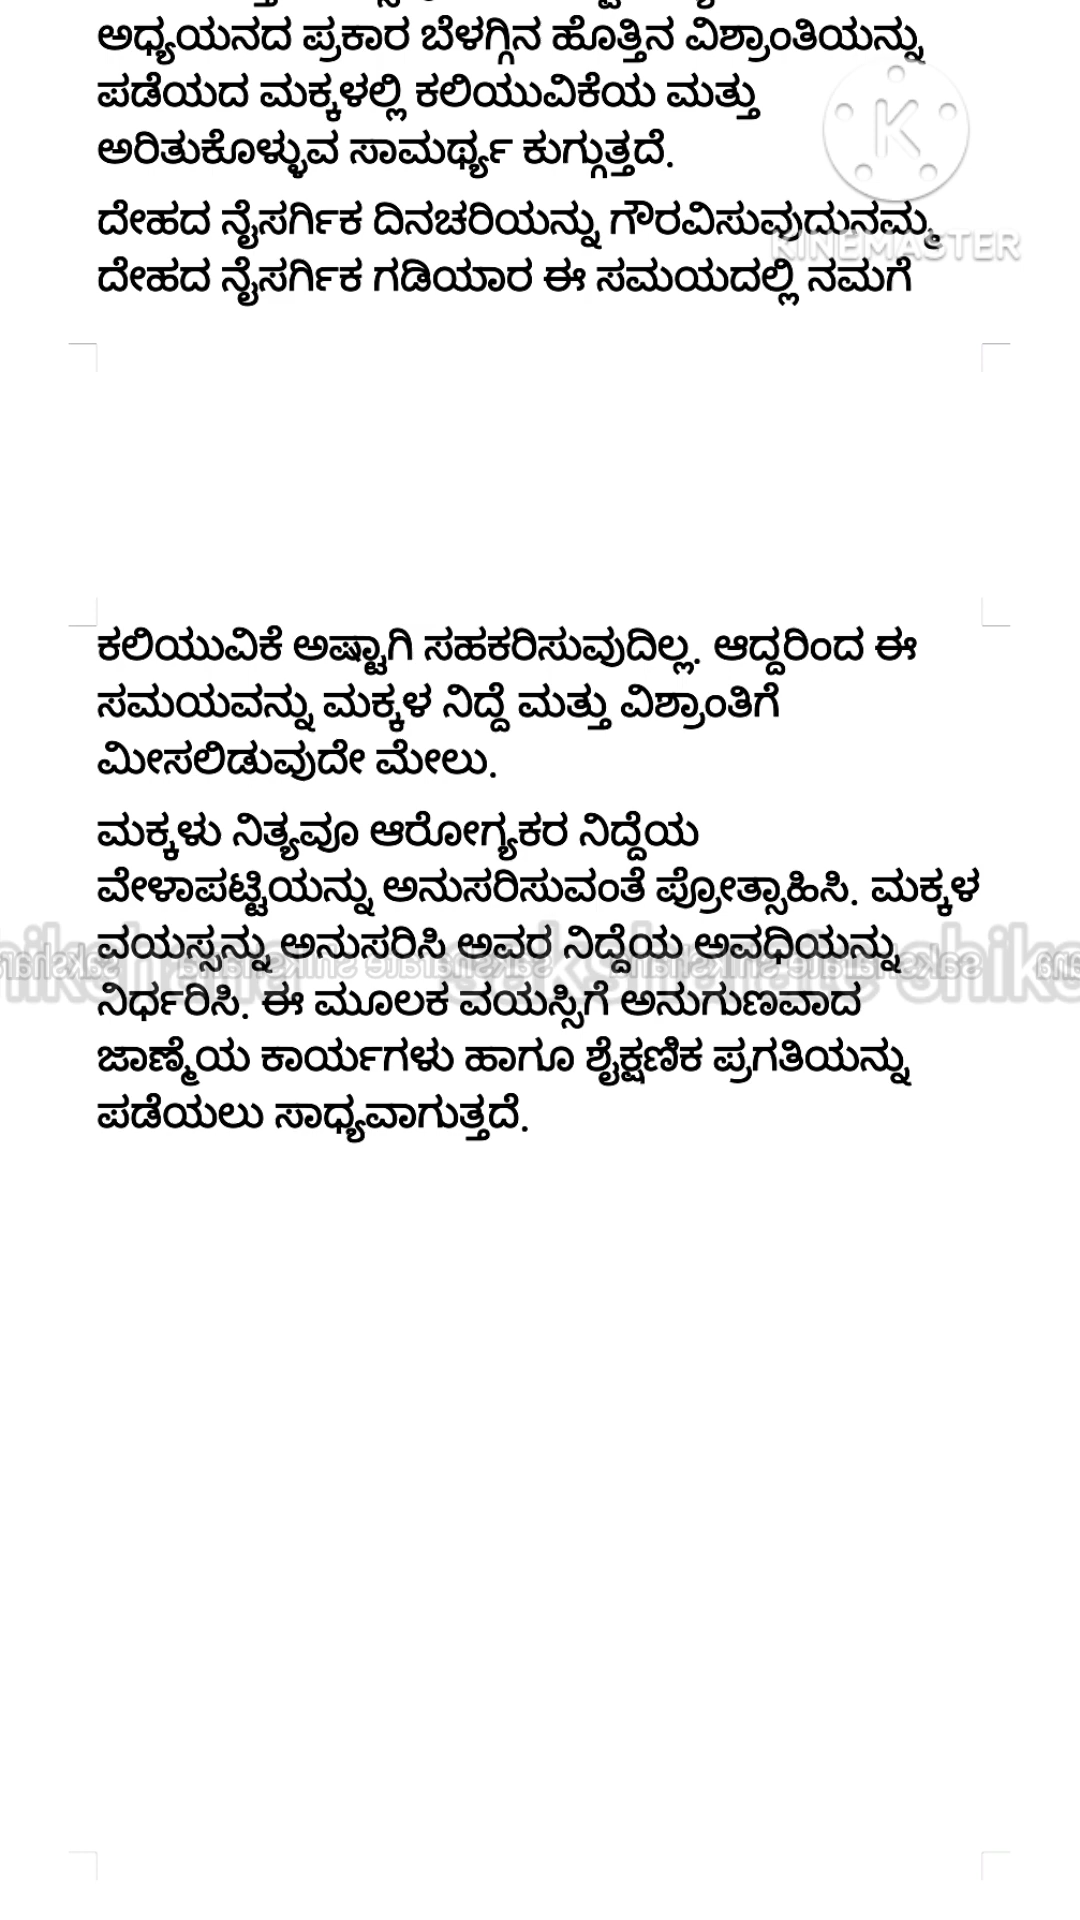 ಅಧ್ಯಯನದ ಪ್ರಕಾರ ಬೆಳಗ್ಗಿನ ಹೊತ್ತಿನ ವಿಶ್ರಾಂತಿಯನ್ನು
ಪಡೆಯದ ಮಕ್ಕಳಲ್ಲಿ ಕಲಿಯುವಿಕೆಯ ಮತ್ತು
ಅರಿತುಕೊಳ್ಳುವ ಸಾಮರ್ಥ್ಯ ಕುಗ್ಗುತ್ತದೆ.
ದೇಹದ ನೈಸರ್ಗಿಕ ದಿನಚರಿಯನ್ನು ಗೌರವಿಸುವುದುನಮ್ಮ
KINEMASTER
ದೇಹದ ನೈಸರ್ಗಿಕ ಗಡಿಯಾರ ಈ ಸಮಯದಲ್ಲಿ ನಮಗೆ
ಕಲಿಯುವಿಕೆ ಅಷ್ಟಾಗಿ ಸಹಕರಿಸುವುದಿಲ್ಲ. ಆದ್ದರಿಂದ ಈ
ಸಮಯವನ್ನು ಮಕ್ಕಳ ನಿದ್ದೆ ಮತ್ತು ವಿಶ್ರಾಂತಿಗೆ
ಮೀಸಲಿಡುವುದೇ ಮೇಲು.
ಮಕ್ಕಳು ನಿತ್ಯವೂ ಆರೋಗ್ಯಕರ ನಿದ್ದೆಯ
ವೇಳಾಪಟ್ಟಿಯನ್ನು ಅನುಸರಿಸುವಂತೆ ಪ್ರೋತ್ಸಾಹಿಸಿ. ಮಕ್ಕಳ
ವಯಸ್ಸನ್ನು ಅನುಸರಿಸಿ ಅವರ ನಿದ್ದೆಯ ಅವಧಿಯನ್ನು
ನಿರ್ಧರಿಸಿ. ಈ ಮೂಲಕ ವಯಸ್ಸಿಗೆ ಅನುಗುಣವಾದ
ಜಾಣ್ಮೆಯ ಕಾರ್ಯಗಳು ಹಾಗೂ ಶೈಕ್ಷಣಿಕ ಪ್ರಗತಿಯನ್ನು
ಪಡೆಯಲು ಸಾಧ್ಯವಾಗುತ್ತದೆ.